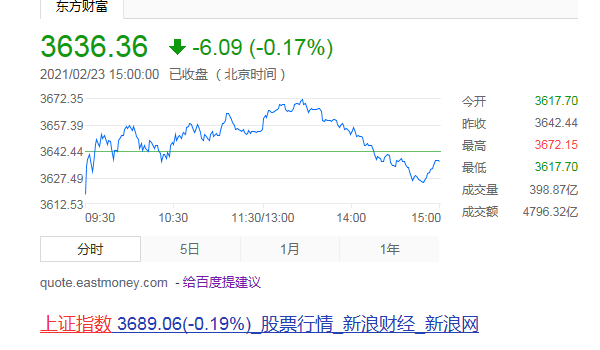 东方财富
3636.36 -6.09 (-0.17%)
2021/02/23 15:00:00 已收盘 ( 北京时间 )
3672.35
3657.39
3642.44
3627.49
3612.53
09:30 10:30 11:30/13:00 14:00 15:00
今开 3617.70
昨收 3642.44
最高 3672.15
最低 3617.70
成交量 398.87亿
成交额 4796.32亿
分时 5日 1月 1年
quote.eastmoney.com - 给百度提建议
上证指数 3689.06(-0.19%)_股票行情_新浪财经_新浪网